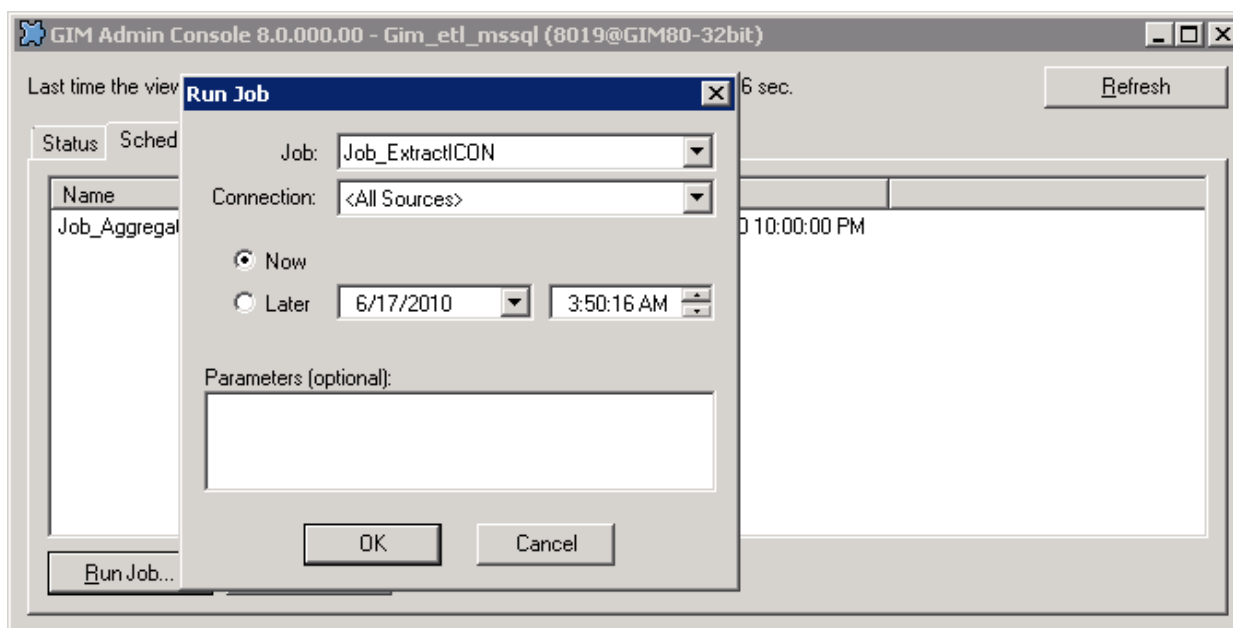 GIM Admin Console 8.0.000.00 - Gim_etl_mssql (8019@GIM80-32bit)
Last time the view 6 sec.
Refresh
Run Job
Status Sched
Job: Job_ExtractICON
Name
Connection: <All Sources>
Job_Aggregat 0 10:00:00 PM
Now
Later 6/17/2010 3:50:16 AM
Parameters (optional):
OK Cancel
Run Job...